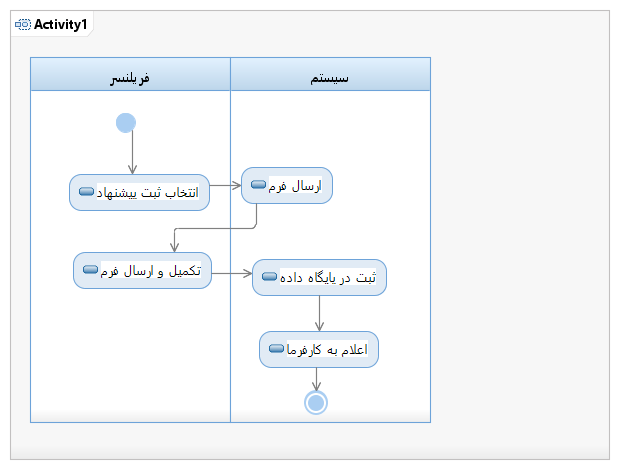 Activity1
فریلنسر
سیستم
انتخاب ثبت پیشنهاد
ارسال فرم
تکمیل و ارسال فرم
ثبت در پایگاه داده
اعلام به کارفرما